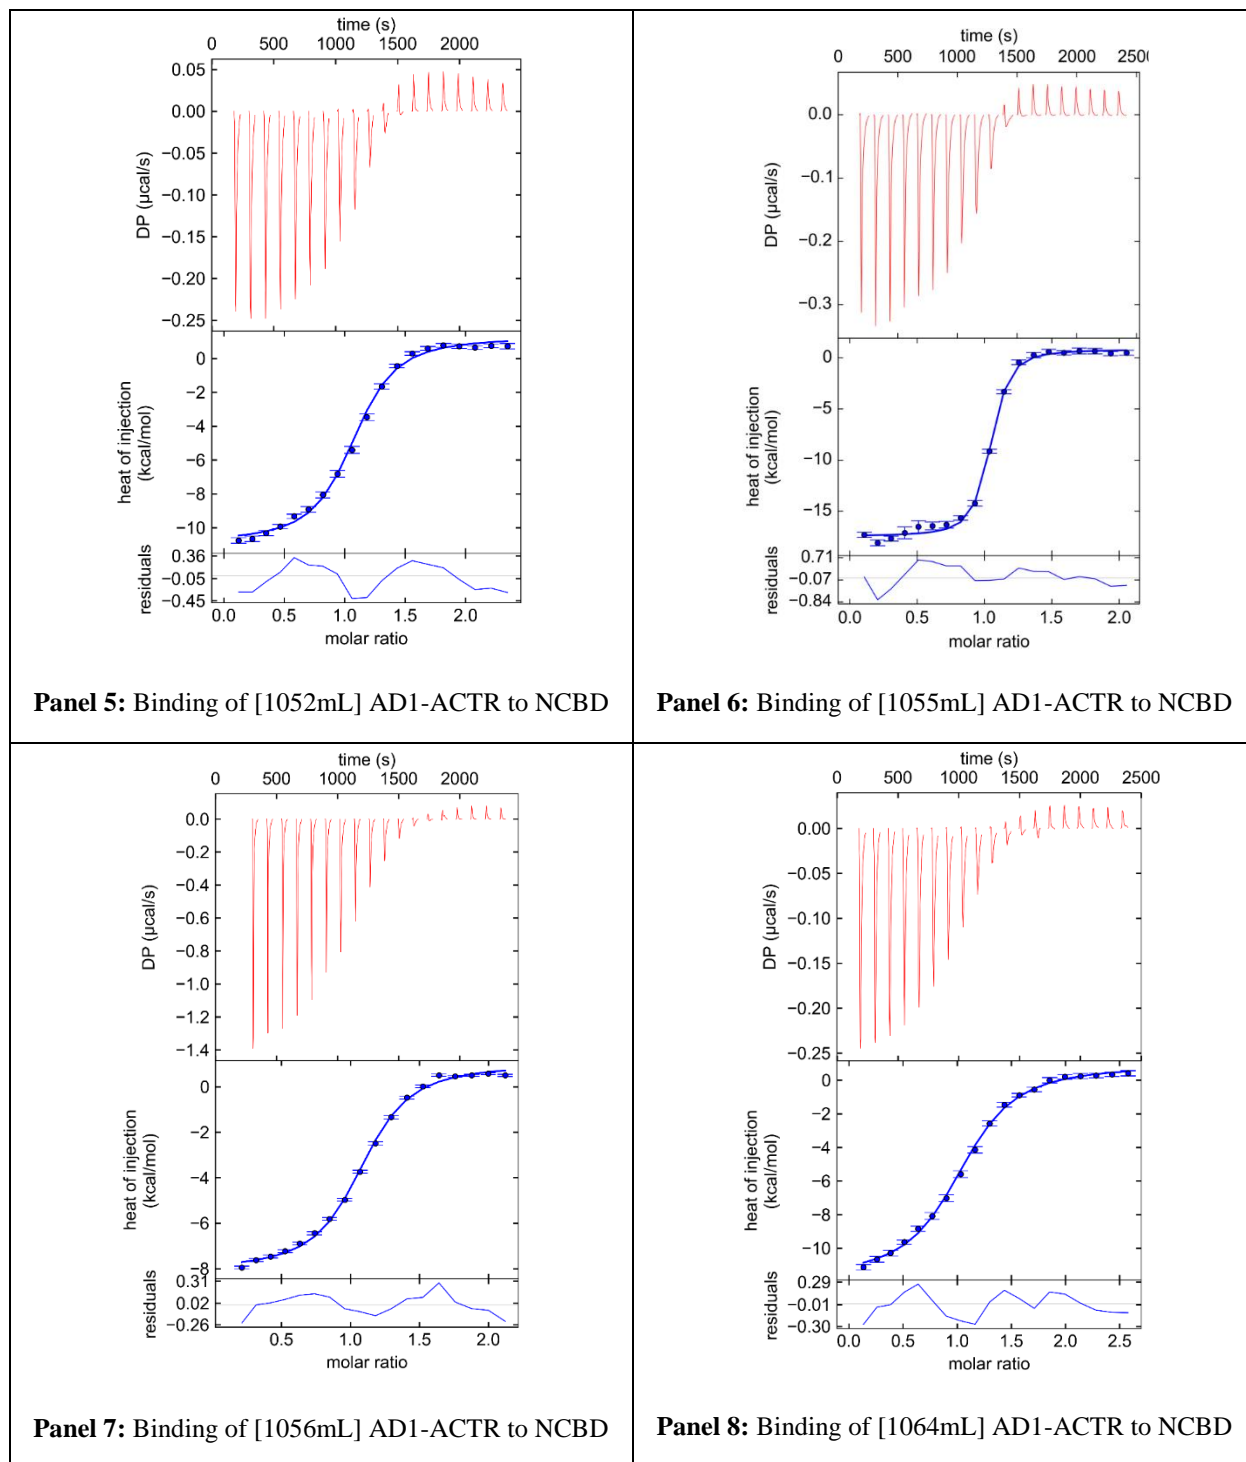 time (s)
0 500 1000 1500 2000
0.05
0.00
−0.05
−0.10
−0.15
−0.20
−0.25
DP (µcal/s)
0
−2
−4
−6
−8
−10
heat of injection
(kcal/mol)
0.36
−0.05
−0.45
residuals
0.0 0.5 1.0 1.5 2.0
molar ratio
Panel 5: Binding of [1052mL] AD1-ACTR to NCBD
time (s)
0 500 1000 1500 2000 2500
0.0
−0.1
−0.2
−0.3
DP (µcal/s)
0
−5
−10
−15
heat of injection
(kcal/mol)
0.71
−0.07
−0.84
residuals
0.0 0.5 1.0 1.5 2.0
molar ratio
Panel 6: Binding of [1055mL] AD1-ACTR to NCBD
time (s)
0 500 1000 1500 2000
0.0
−0.2
−0.4
−0.6
−0.8
−1.0
−1.2
−1.4
DP (µcal/s)
0
−2
−4
−6
−8
heat of injection
(kcal/mol)
0.31
0.02
−0.26
residuals
0.5 1.0 1.5 2.0
molar ratio
Panel 7: Binding of [1056mL] AD1-ACTR to NCBD
time (s)
0 500 1000 1500 2000 2500
0.00
−0.05
−0.10
−0.15
−0.20
−0.25
DP (µcal/s)
0
−2
−4
−6
−8
−10
heat of injection
(kcal/mol)
0.29
−0.01
−0.30
residuals
0.0 0.5 1.0 1.5 2.0 2.5
molar ratio
Panel 8: Binding of [1064mL] AD1-ACTR to NCBD